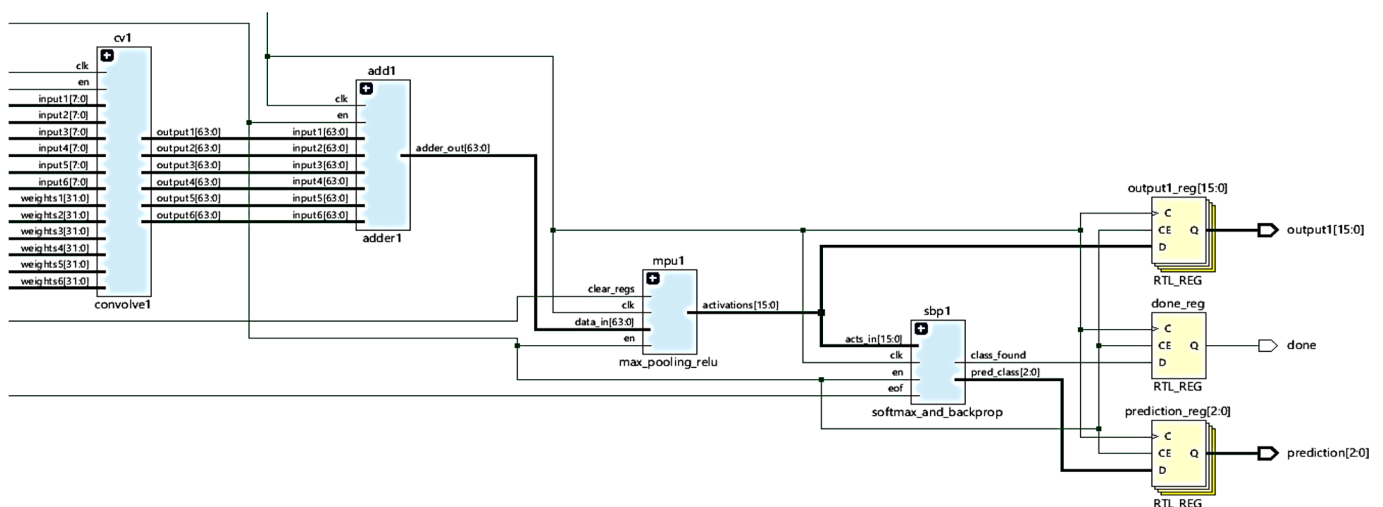 cv1
clk
en
input1[7:0]
input2[7:0]
input3[7:0]
input4[7:0]
input5[7:0]
input6[7:0]
weights1[31:0]
weights2[31:0]
weights3[31:0]
weights4[31:0]
weights5[31:0]
weights6[31:0]
output1[63:0]
output2[63:0]
output3[63:0]
output4[63:0]
output5[63:0]
output6[63:0]
convolve1
add1
clk
en
input1[63:0]
input2[63:0]
input3[63:0]
input4[63:0]
input5[63:0]
input6[63:0]
adder_out[63:0]
adder1
mpu1
clear_regs
clk
data_in[63:0]
en
activations[15:0]
max_pooling_relu
sbp1
acts_in[15:0]
clk
en
eof
class_found
pred_class[2:0]
softmax_and_backprop
output1_reg[15:0]
C
CE Q
D
RTL_REG
output1[15:0]
done_reg
C
CE Q
D
RTL_REG
done
prediction_reg[2:0]
C
CE Q
D
RTL_REG
prediction[2:0]